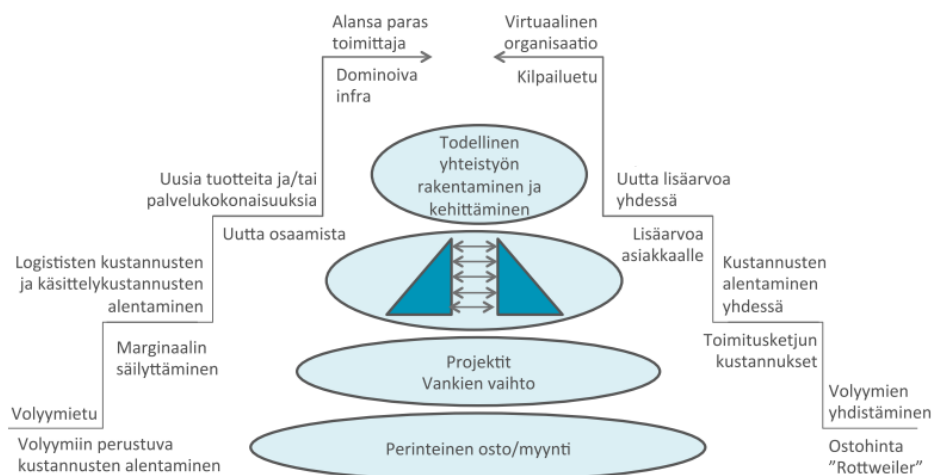 Alansa paras
toimittaja
Dominoiva
infra
Uusia tuotteita ja/tai
palvelukokonaisuuksia
Uutta osaamista
Logististen kustannusten
ja käsittelykustannusten
alentaminen
Marginaalin
säilyttäminen
Volyymietu
Volyymiin perustuva
kustannusten alentaminen
Todellinen
yhteistyön
rakentaminen ja
kehittäminen
Projektit
Vankien vaihto
Perinteinen osto/myynti
Virtuaalinen
organisaatio
Kilpailuetu
Uutta lisäarvoa
yhdessä
Lisäarvoa
asiakkaalle
Kustannusten
alentaminen
yhdessä
Toimitusketjun
kustannukset
Volyymien
yhdistäminen
Ostohinta
”Rottweiler”